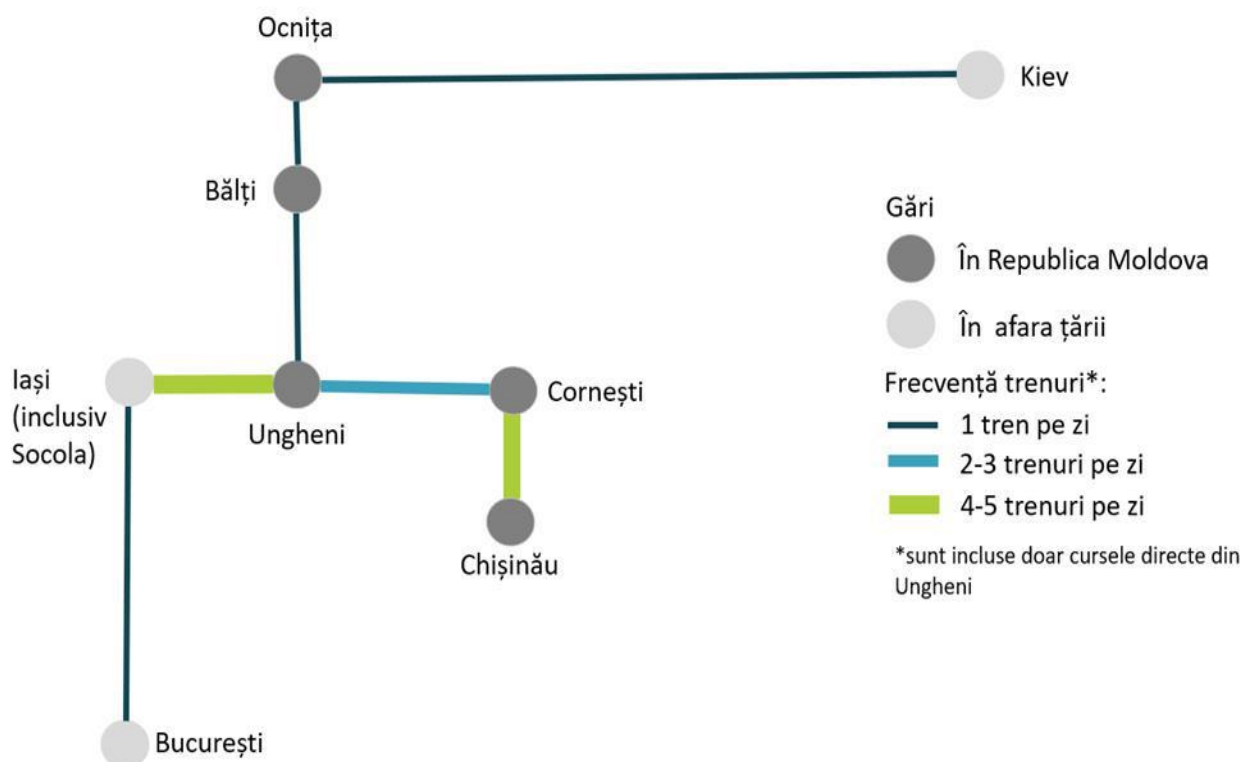 Ocnița
Kiev
Bălți
Gări
În Republica Moldova
În afara țării
Iași
(inclusiv
Socola)
Ungheni
Cornești
Frecvență trenuri*:
1 tren pe zi
2-3 trenuri pe zi
4-5 trenuri pe zi
*sunt incluse doar cursele directe din
Ungheni
Chișinău
București